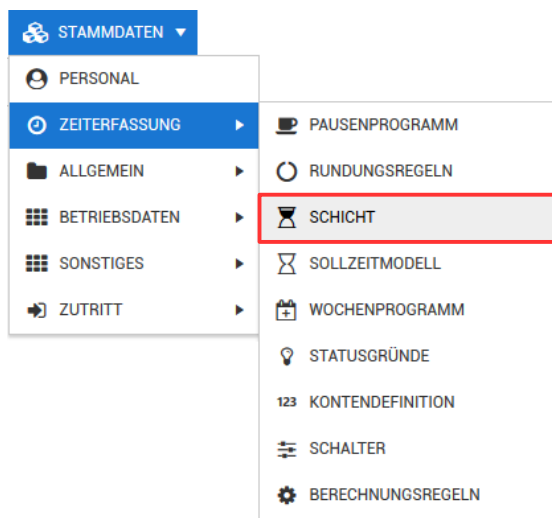 STAMMDATEN
PERSONAL
ZEITERFASSUNG
ALLGEMEIN
BETRIEBSDATEN
SONSTIGES
ZUTRITT
PAUSENPROGRAMM
RUNDUNGSREGELN
SCHICHT
SOLLZEITMODELL
WOCHENPROGRAMM
STATUSGRÜNDE
123 KONTENDEFINITION
SCHALTER
BERECHNUNGSREGELN